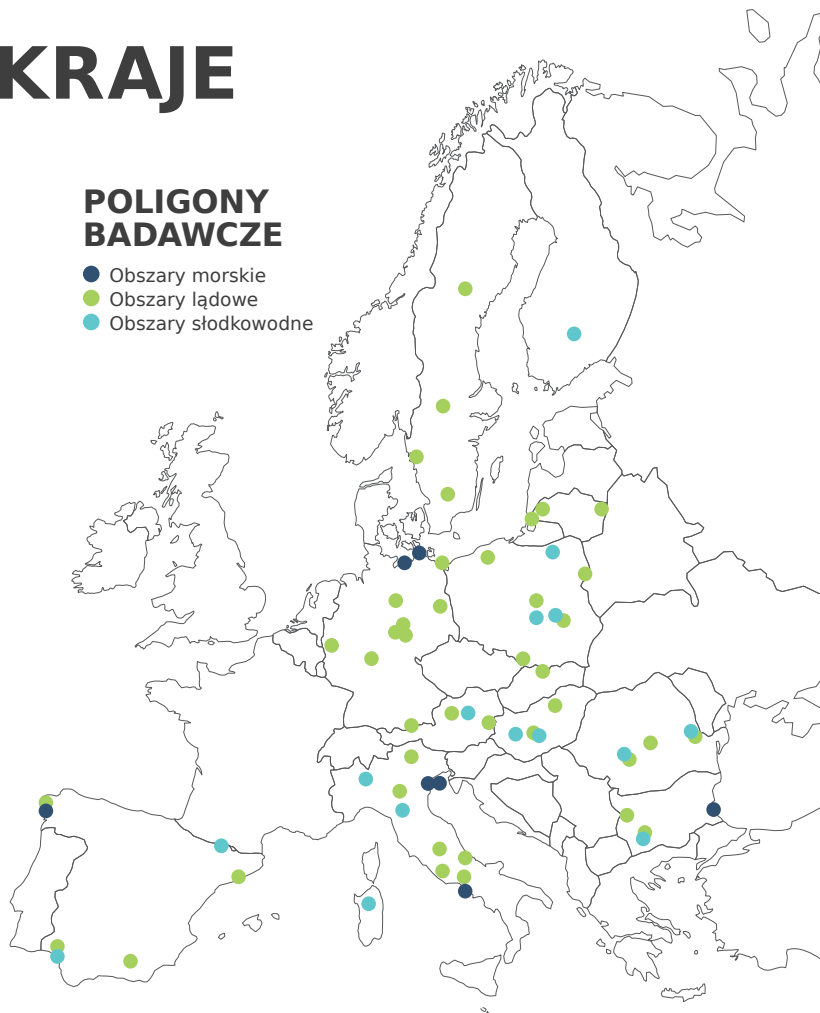 KRAJE
POLIGONY
BADAWCZE
Obszary morskie
Obszary lądowe
Obszary słodkowodne